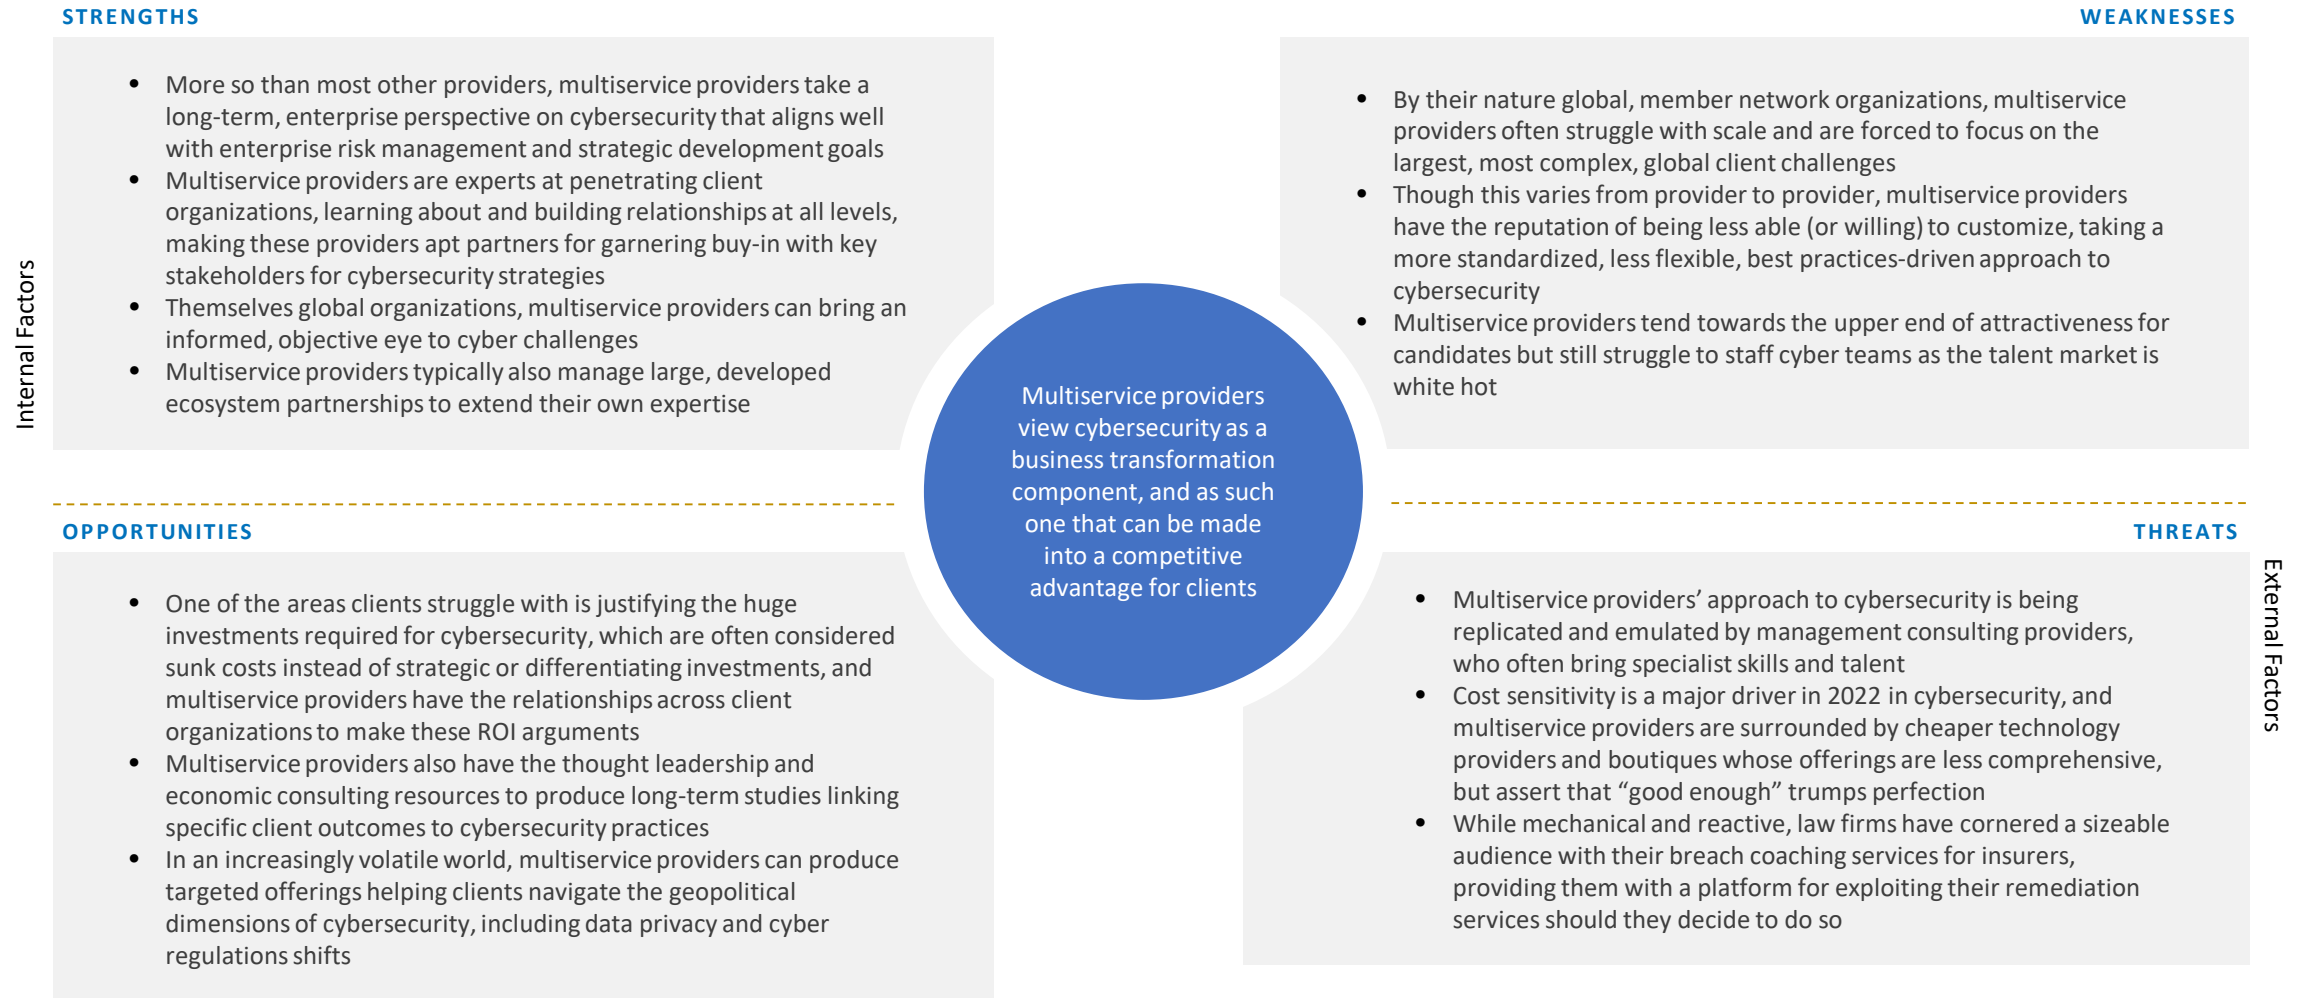 STRENGTHS
• More so than most other providers, multiservice providers take a
long-term, enterprise perspective on cybersecurity that aligns well
with enterprise risk management and strategic development goals
• Multiservice providers are experts at penetrating client
organizations, learning about and building relationships at all levels,
making these providers apt partners for garnering buy-in with key
stakeholders for cybersecurity strategies
• Themselves global organizations, multiservice providers can bring an
informed, objective eye to cyber challenges
• Multiservice providers typically also manage large, developed
ecosystem partnerships to extend their own expertise
WEAKNESSES
• By their nature global, member network organizations, multiservice
providers often struggle with scale and are forced to focus on the
largest, most complex, global client challenges
• Though this varies from provider to provider, multiservice providers
have the reputation of being less able (or willing) to customize, taking a
more standardized, less flexible, best practices-driven approach to
cybersecurity
• Multiservice providers tend towards the upper end of attractiveness for
candidates but still struggle to staff cyber teams as the talent market is
white hot
Internal Factors
Multiservice providers
view cybersecurity as a
business transformation
component, and as such
one that can be made
into a competitive
advantage for clients
OPPORTUNITIES
• One of the areas clients struggle with is justifying the huge
investments required for cybersecurity, which are often considered
sunk costs instead of strategic or differentiating investments, and
multiservice providers have the relationships across client
organizations to make these ROI arguments
• Multiservice providers also have the thought leadership and
economic consulting resources to produce long-term studies linking
specific client outcomes to cybersecurity practices
• In an increasingly volatile world, multiservice providers can produce
targeted offerings helping clients navigate the geopolitical
dimensions of cybersecurity, including data privacy and cyber
regulations shifts
THREATS
• Multiservice providers’ approach to cybersecurity is being
replicated and emulated by management consulting providers,
who often bring specialist skills and talent
• Cost sensitivity is a major driver in 2022 in cybersecurity, and
multiservice providers are surrounded by cheaper technology
providers and boutiques whose offerings are less comprehensive,
but assert that “good enough” trumps perfection
• While mechanical and reactive, law firms have cornered a sizeable
audience with their breach coaching services for insurers,
providing them with a platform for exploiting their remediation
services should they decide to do so
External Factors